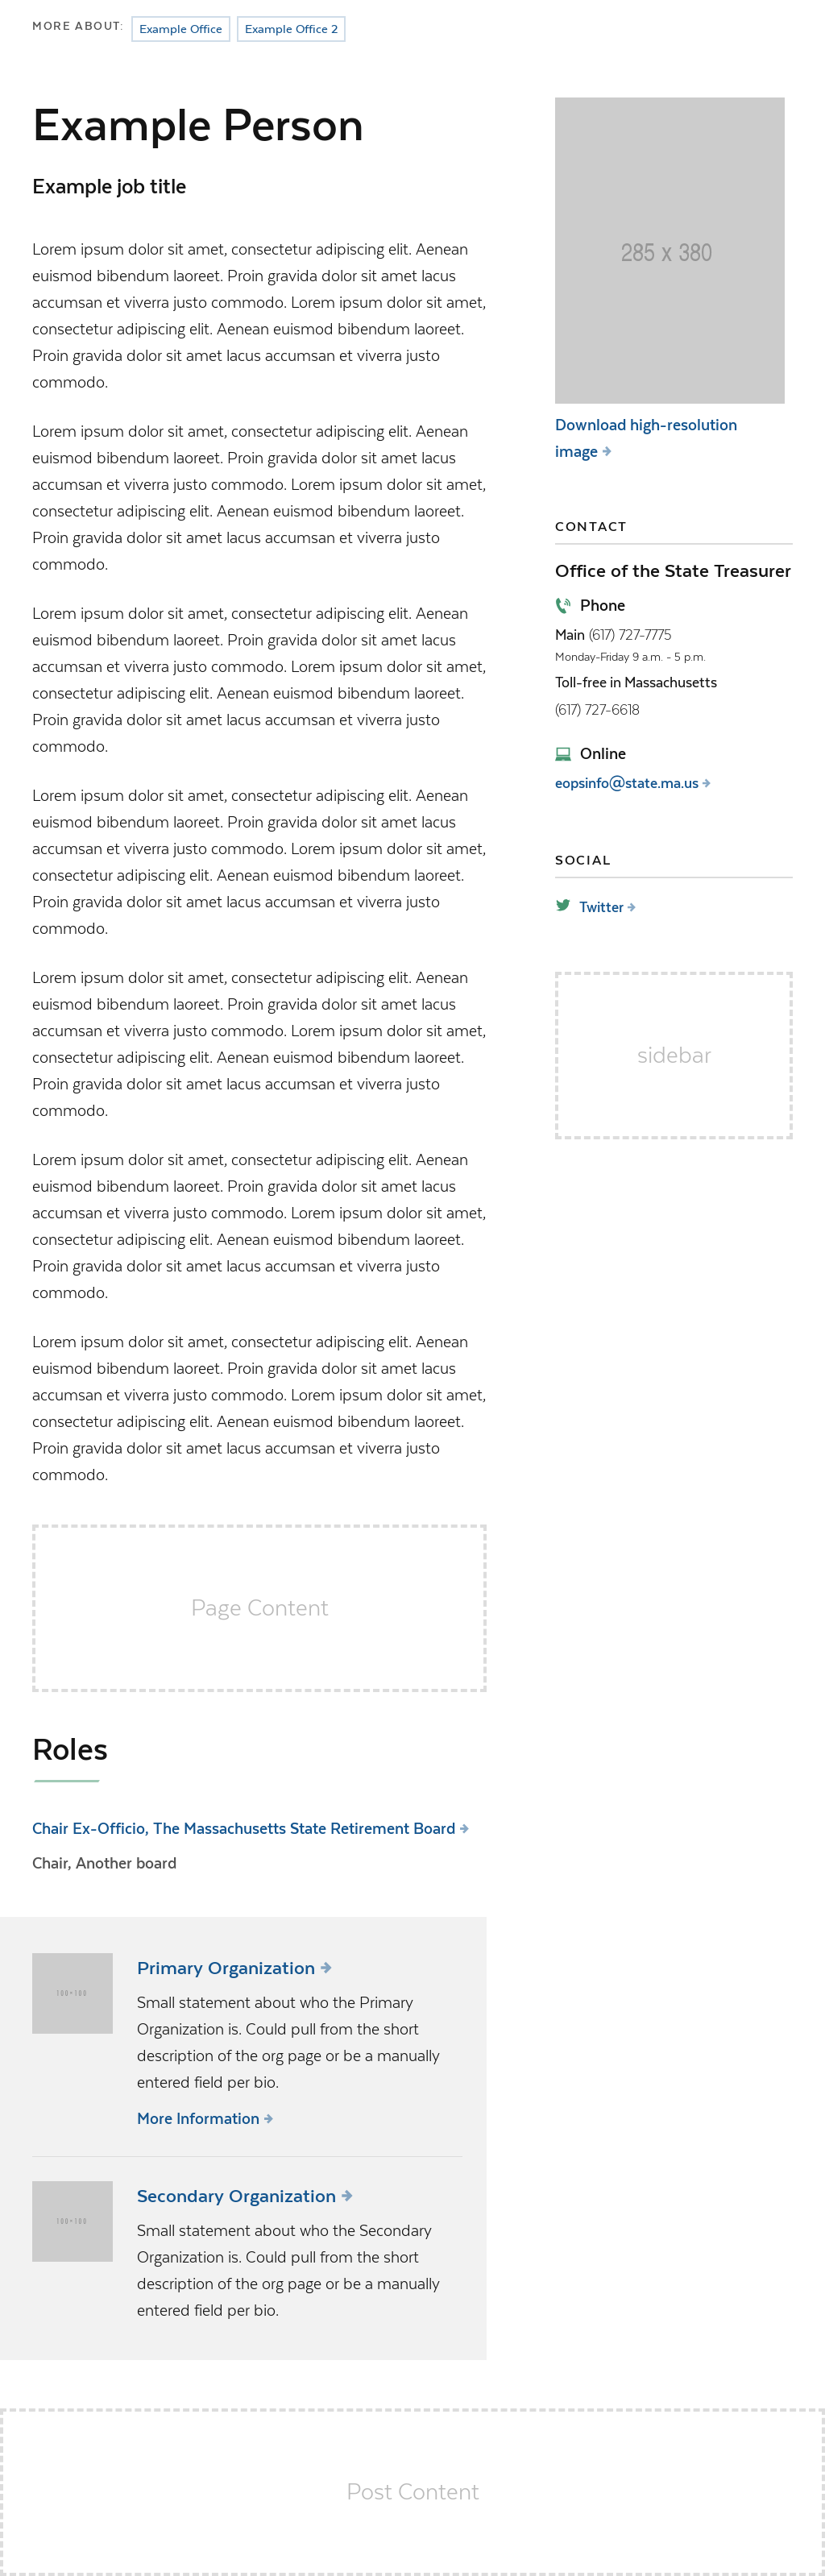 MORE ABOUT: Example Office Example Office 2
Example Person
Example job title
Lorem ipsum dolor sit amet, consectetur adipiscing elit. Aenean
euismod bibendum laoreet. Proin gravida dolor sit amet lacus
accumsan et viverra justo commodo. Lorem ipsum dolor sit amet,
consectetur adipiscing elit. Aenean euismod bibendum laoreet.
Proin gravida dolor sit amet lacus accumsan et viverra justo
commodo.
Lorem ipsum dolor sit amet, consectetur adipiscing elit. Aenean
euismod bibendum laoreet. Proin gravida dolor sit amet lacus
accumsan et viverra justo commodo. Lorem ipsum dolor sit amet,
consectetur adipiscing elit. Aenean euismod bibendum laoreet.
Proin gravida dolor sit amet lacus accumsan et viverra justo
commodo.
Lorem ipsum dolor sit amet, consectetur adipiscing elit. Aenean
euismod bibendum laoreet. Proin gravida dolor sit amet lacus
accumsan et viverra justo commodo. Lorem ipsum dolor sit amet,
consectetur adipiscing elit. Aenean euismod bibendum laoreet.
Proin gravida dolor sit amet lacus accumsan et viverra justo
commodo.
Lorem ipsum dolor sit amet, consectetur adipiscing elit. Aenean
euismod bibendum laoreet. Proin gravida dolor sit amet lacus
accumsan et viverra justo commodo. Lorem ipsum dolor sit amet,
consectetur adipiscing elit. Aenean euismod bibendum laoreet.
Proin gravida dolor sit amet lacus accumsan et viverra justo
commodo.
Lorem ipsum dolor sit amet, consectetur adipiscing elit. Aenean
euismod bibendum laoreet. Proin gravida dolor sit amet lacus
accumsan et viverra justo commodo. Lorem ipsum dolor sit amet,
consectetur adipiscing elit. Aenean euismod bibendum laoreet.
Proin gravida dolor sit amet lacus accumsan et viverra justo
commodo.
Lorem ipsum dolor sit amet, consectetur adipiscing elit. Aenean
euismod bibendum laoreet. Proin gravida dolor sit amet lacus
accumsan et viverra justo commodo. Lorem ipsum dolor sit amet,
consectetur adipiscing elit. Aenean euismod bibendum laoreet.
Proin gravida dolor sit amet lacus accumsan et viverra justo
commodo.
Lorem ipsum dolor sit amet, consectetur adipiscing elit. Aenean
euismod bibendum laoreet. Proin gravida dolor sit amet lacus
accumsan et viverra justo commodo. Lorem ipsum dolor sit amet,
consectetur adipiscing elit. Aenean euismod bibendum laoreet.
Proin gravida dolor sit amet lacus accumsan et viverra justo
commodo.
Page Content
Roles
Chair Ex-Officio, The Massachusetts State Retirement Board
Chair, Another board
100×100
Primary Organization
Small statement about who the Primary
Organization is. Could pull from the short
description of the org page or be a manually
entered field per bio.
More Information
100×100
Secondary Organization
Small statement about who the Secondary
Organization is. Could pull from the short
description of the org page or be a manually
entered field per bio.
285 x 380
Download high-resolution
image
CONTACT
Office of the State Treasurer
Phone
Main (617) 727-7775
Monday-Friday 9 a.m. - 5 p.m.
Toll-free in Massachusetts
(617) 727-6618
Online
eopsinfo@state.ma.us
SOCIAL
Twitter
sidebar
Post Content